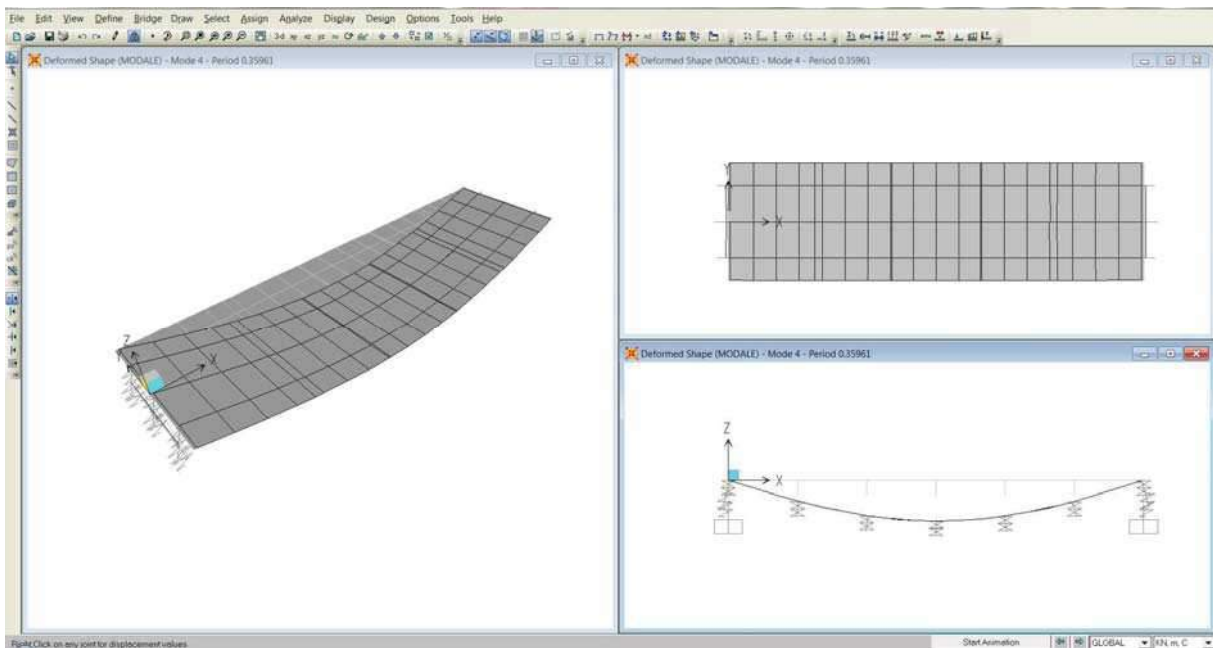 File Edit View Define Bridge Draw Select Assign Analyze Display Design Options Tools Help
Deformed Shape (MODALE) - Mode 4 - Period 0.35961
Deformed Shape (MODALE) - Mode 4 - Period 0.35961
Y
X
Z
X
Deformed Shape (MODALE) - Mode 4 - Period 0.35961
Z
X
Right Click on any joint for displacement values
Start Animation
GLOBAL
KN, m, C